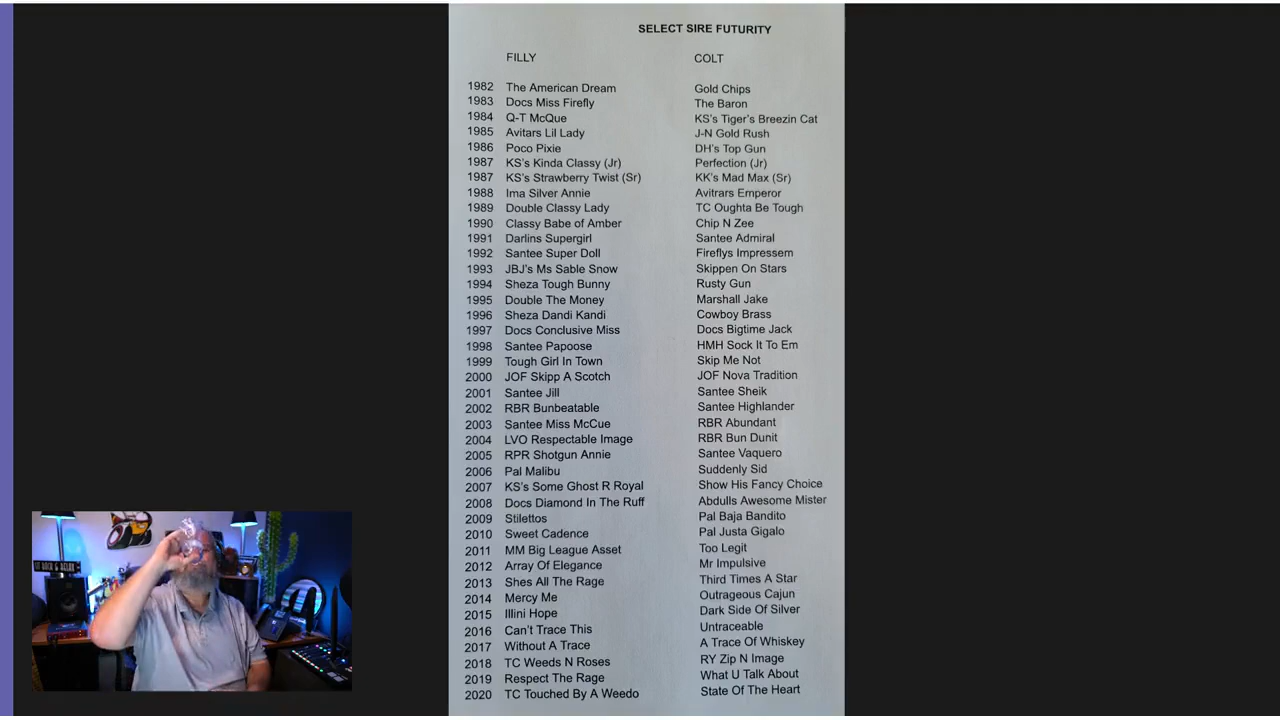 SELECT SIRE FUTURITY
FILLY COLT
1982 The American Dream Gold Chips
1983 Docs Miss Firefly The Baron
1984 Q-T McQue KS's Tiger's Breezin Cat
1985 Avitars Lil Lady J-N Gold Rush
1986 Poco Pixie DH's Top Gun
1987 KS's Kinda Classy (Jr) Perfection (Jr)
1987 KS's Strawberry Twist (Sr) KK's Mad Max (Sr)
1988 Ima Silver Annie Avitrars Emperor
1989 Double Classy Lady TC Oughta Be Tough
1990 Classy Babe of Amber Chip N Zee
1991 Darlins Supergirl Santee Admiral
1992 Santee Super Doll Fireflys Impressem
1993 JBJ's Ms Sable Snow Skippen On Stars
1994 Sheza Tough Bunny Rusty Gun
1995 Double The Money Marshall Jake
1996 Sheza Dandi Kandi Cowboy Brass
1997 Docs Conclusive Miss Docs Bigtime Jack
1998 Santee Papoose HMH Sock It To Em
1999 Tough Girl In Town Skip Me Not
2000 JOF Skipp A Scotch JOF Nova Tradition
2001 Santee Jill Santee Sheik
2002 RBR Bunbeatable Santee Highlander
2003 Santee Miss McCue RBR Abundant
2004 LVO Respectable Image RBR Bun Dunit
2005 RPR Shotgun Annie Santee Vaquero
2006 Pal Malibu Suddenly Sid
2007 KS's Some Ghost R Royal Show His Fancy Choice
2008 Docs Diamond In The Ruff Abdulls Awesome Mister
2009 Stilettos Pal Baja Bandito
2010 Sweet Cadence Pal Justa Gigalo
2011 MM Big League Asset Too Legit
2012 Array Of Elegance Mr Impulsive
2013 Shes All The Rage Third Times A Star
2014 Mercy Me Outrageous Cajun
2015 Illini Hope Dark Side Of Silver
2016 Can't Trace This Untraceable
2017 Without A Trace A Trace Of Whiskey
2018 TC Weeds N Roses RY Zip N Image
2019 Respect The Rage What U Talk About
2020 TC Touched By A Weedo State Of The Heart